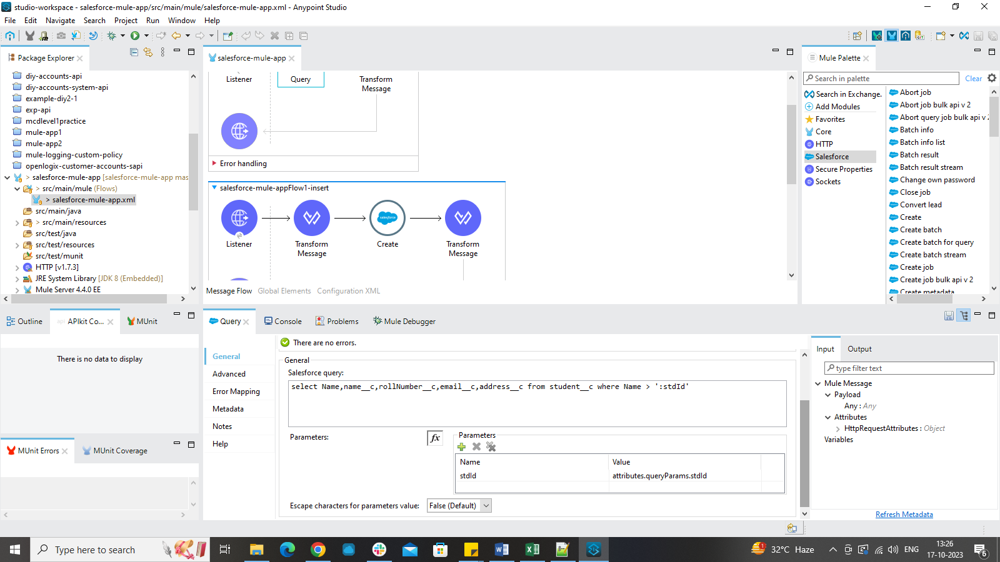 studio-workspace - salesforce-mule-app/src/main/mule/salesforce-mule-app.xml - Anypoint Studio
File Edit Navigate Search Project Run Window Help
Package Explorer
diy-accounts-api
diy-accounts-system-api
example-diy2-1
exp-api
mcdlevel1practice
mule-app1
mule-app2
mule-logging-custom-policy
openlogix-customer-accounts-sapi
> salesforce-mule-app [salesforce-mule-app mas
> src/main/mule (Flows)
> salesforce-mule-app.xml
src/main/java
> src/main/resources
src/test/java
src/test/resources
src/test/munit
HTTP [v1.7.3]
JRE System Library [JDK 8 (Embedded)]
Mule Server 4.4.0 EE
salesforce-mule-app
Listener
Query
Transform
Message
Error handling
salesforce-mule-appFlow1-insert
salesforce
Listener
Transform
Message
Create
Transform
Message
Message Flow Global Elements Configuration XML
Mule Palette
Search in palette
Clear
Search in Exchange.
Add Modules
Favorites
Core
HTTP
Salesforce
Secure Properties
Sockets
Abort job
Abort job bulk api v 2
Abort query job bulk api v 2
Batch info
Batch info list
Batch result
Batch result stream
Change own password
Close job
Convert lead
Create
Create batch
Create batch for query
Create batch stream
Create job
Create job bulk api v 2
Create metadata
Outline
api APIkit Co...
MUnit
There is no data to display
MUnit Errors
MUnit Coverage
Query
Console
Problems
Mule Debugger
There are no errors.
General
Advanced
Error Mapping
Metadata
Notes
Help
General
Salesforce query:
select Name,name__c,rollNumber__c,email__c,address__c from student__c where Name > ':stdId'
Parameters:
fx
Parameters
Name Value
stdId attributes.queryParams.stdId
Escape characters for parameters value: False (Default)
Input Output
type filter text
Mule Message
Payload
Any : Any
Attributes
HttpRequestAttributes : Object
Variables
Refresh Metadata
Type here to search
1
32°C Haze
ENG
13:26
17-10-2023
6